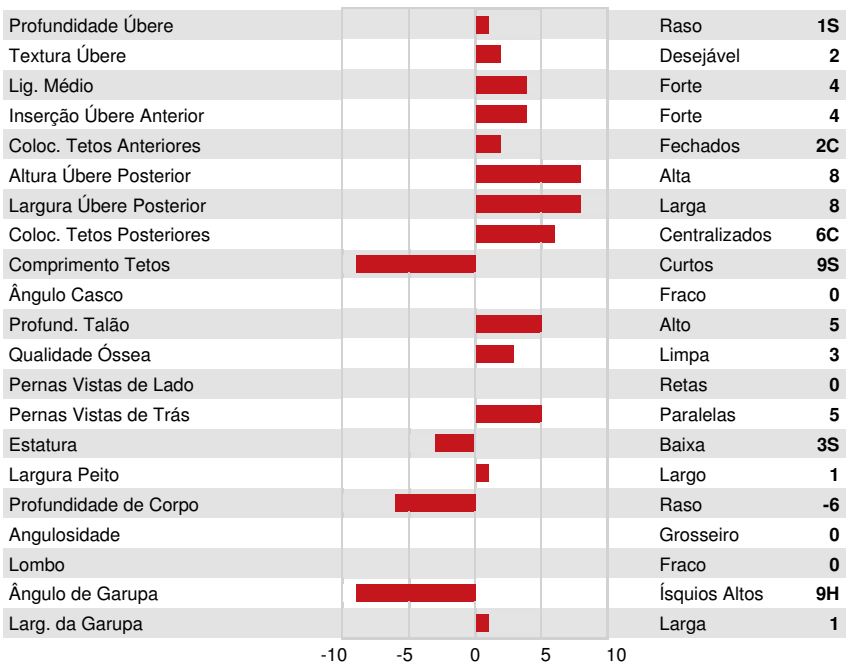 Profundidade Úbere Raso 1S
Textura Úbere Desejável 2
Lig. Médio Forte 4
Inserção Úbere Anterior Forte 4
Coloc. Tetos Anteriores Fechados 2C
Altura Úbere Posterior Alta 8
Largura Úbere Posterior Larga 8
Coloc. Tetos Posteriores Centralizados 6C
Comprimento Tetos Curtos 9S
Ângulo Casco Fraco 0
Profund. Talão Alto 5
Qualidade Óssea Limpa 3
Pernas Vistas de Lado Retas 0
Pernas Vistas de Trás Paralelas 5
Estatura Baixa 3S
Largura Peito Largo 1
Profundidade de Corpo Raso -6
Angulosidade Grosseiro 0
Lombo Fraco 0
Ângulo de Garupa Ísquios Altos 9H
Larg. da Garupa Larga 1
-10 -5 0 5 10